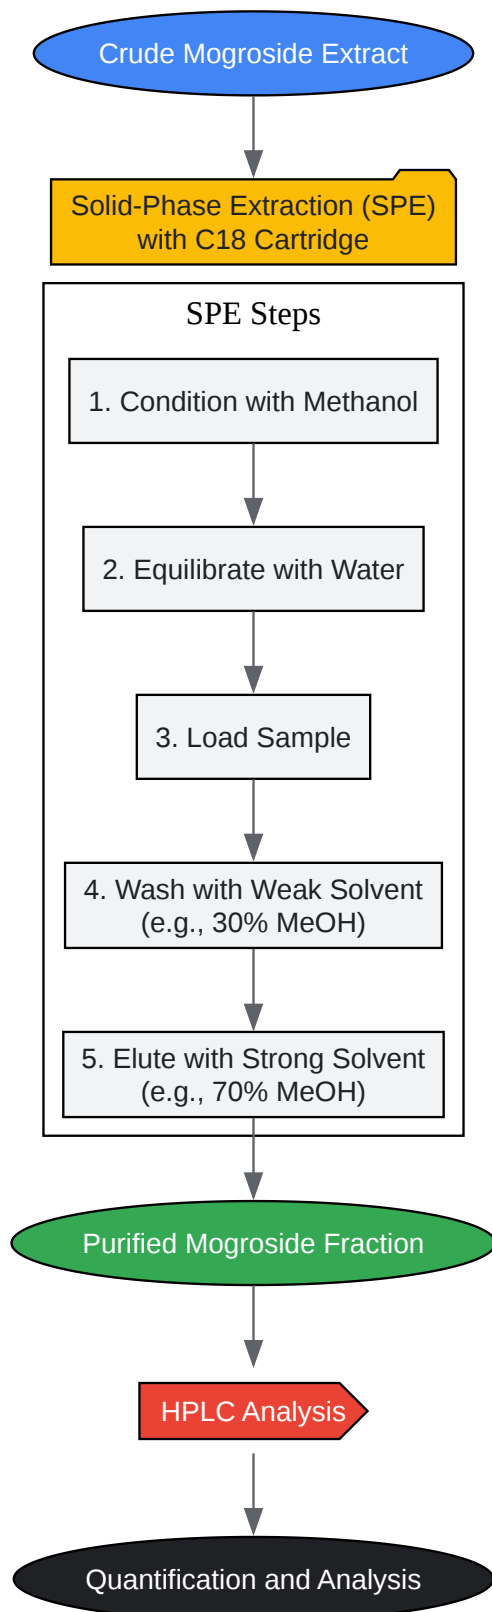 Crude Mogroside Extract
Solid-Phase Extraction (SPE)
with C18 Cartridge
SPE Steps
1. Condition with Methanol
2. Equilibrate with Water
3. Load Sample
4. Wash with Weak Solvent
(e.g., 30% MeOH)
5. Elute with Strong Solvent
(e.g., 70% MeOH)
Purified Mogroside Fraction
HPLC Analysis
Quantification and Analysis